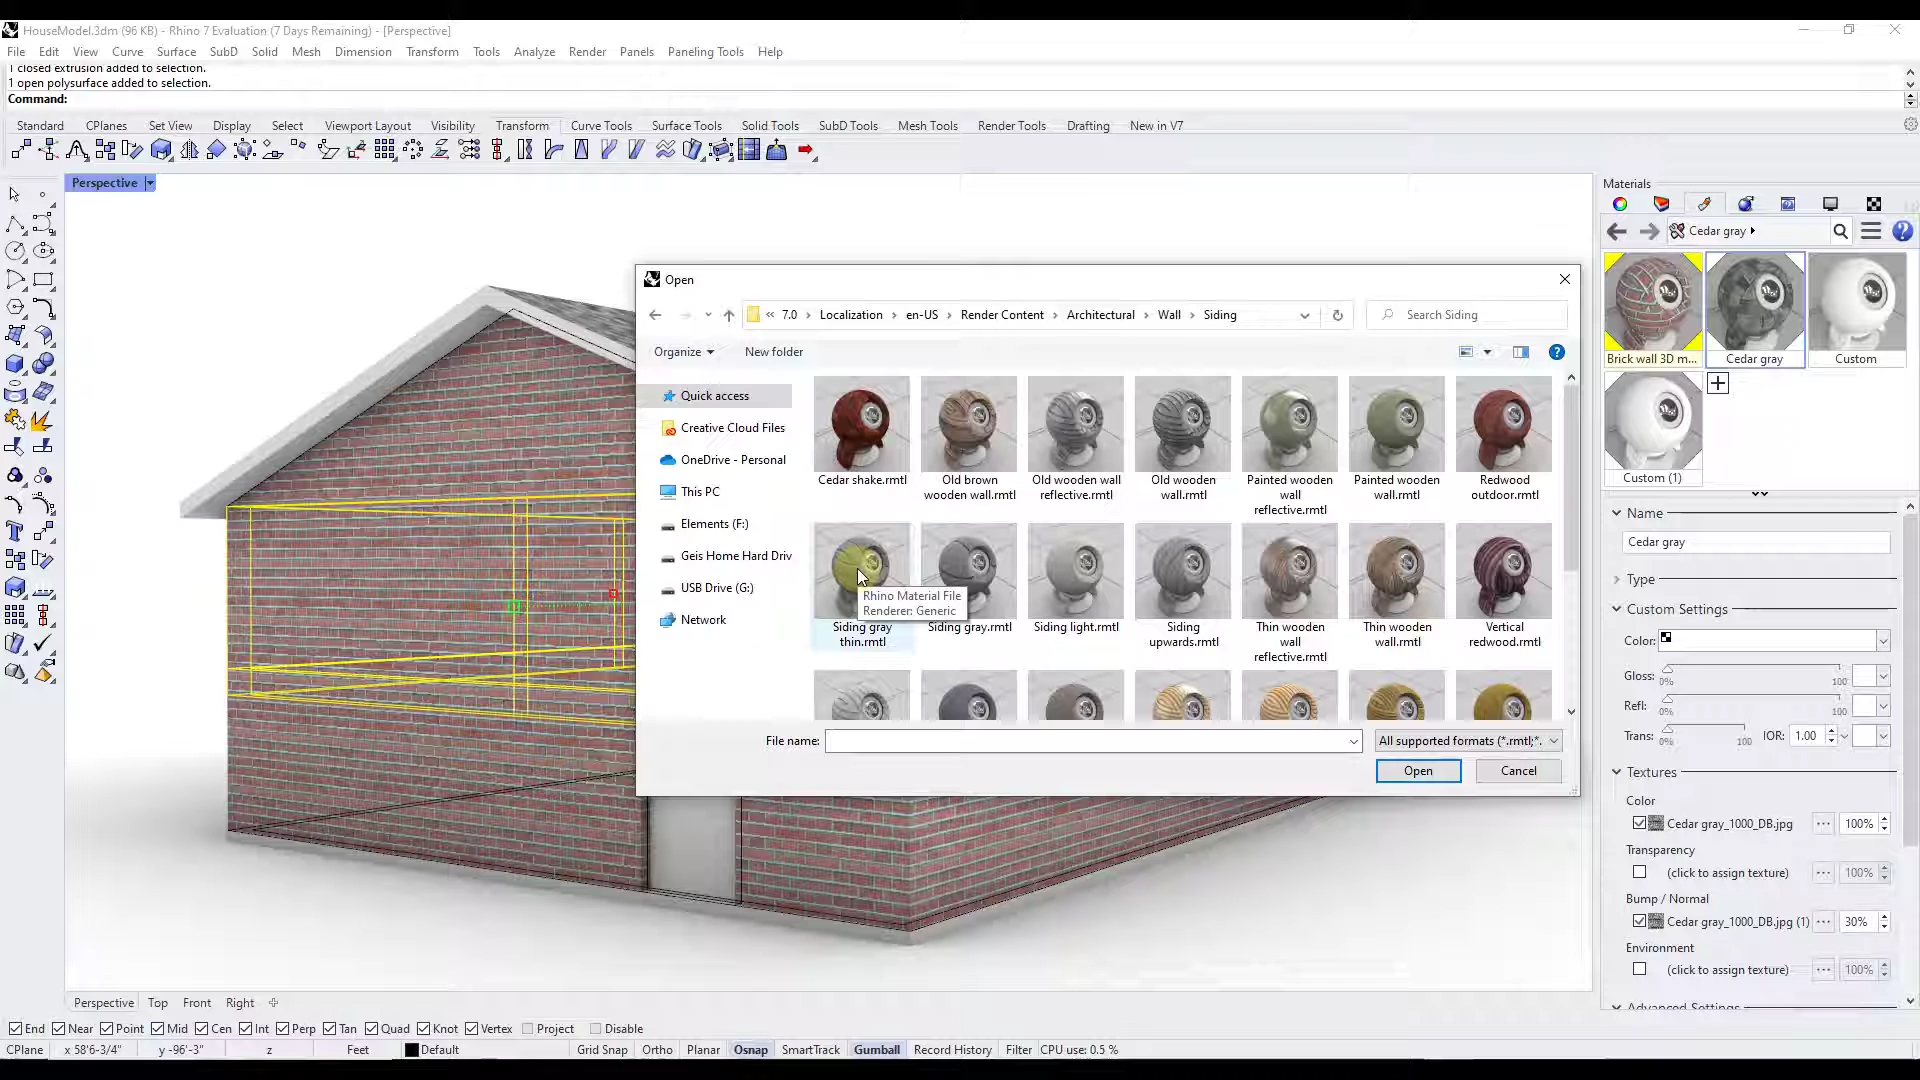 HouseModel.3dm (96 KB) - Rhino 7 Evaluation (7 Days Remaining) - [Perspective]
File Edit View Curve Surface SubD Solid Mesh Dimension Transform Tools Analyze Render Panels Paneling Tools Help
1 closed extrusion added to selection.
1 open polysurface added to selection.
Command:
Standard CPlanes Set View Display Select Viewport Layout Visibility Transform Curve Tools Surface Tools Solid Tools SubD Tools Mesh Tools Render Tools Drafting New in V7
Perspective
Open
« 7.0 Localization en-US Render Content Architectural Wall Siding
Search Siding
Organize New folder
Quick access
Creative Cloud Files
OneDrive - Personal
This PC
Elements (F:)
Geis Home Hard Driv
USB Drive (G:)
Network
Cedar shake.rmtl
Old brown
wooden wall.rmtl
Old wooden wall
reflective.rmtl
Old wooden
wall.rmtl
Painted wooden
wall
reflective.rmtl
Painted wooden
wall.rmtl
Redwood
outdoor.rmtl
Rhino Material File
Renderer: Generic
Siding gray
thin.rmtl
Siding gray.rmtl
Siding light.rmtl
Siding
upwards.rmtl
Thin wooden
wall
reflective.rmtl
Thin wooden
wall.rmtl
Vertical
redwood.rmtl
File name:
All supported formats (*.rmtl;*.
Open
Cancel
Materials
Cedar gray
Brick wall 3D m...
Cedar gray
Custom
Custom (1)
Name
Cedar gray
Type
Custom Settings
Color:
Gloss: 0% 100
Refl: 0% 100
Trans: 0% 100 IOR: 1.00
Textures
Color
Cedar gray_1000_DB.jpg ... 100%
Transparency
(click to assign texture) ... 100%
Bump / Normal
Cedar gray_1000_DB.jpg (1) ... 30%
Environment
(click to assign texture) ... 100%
Advanced Settings
Perspective Top Front Right
End Near Point Mid Cen Int Perp Tan Quad Knot Vertex Project Disable
CPlane x 58'6-3/4" y -96'-3" z Feet Default Grid Snap Ortho Planar Osnap SmartTrack Gumball Record History Filter CPU use: 0.5 %